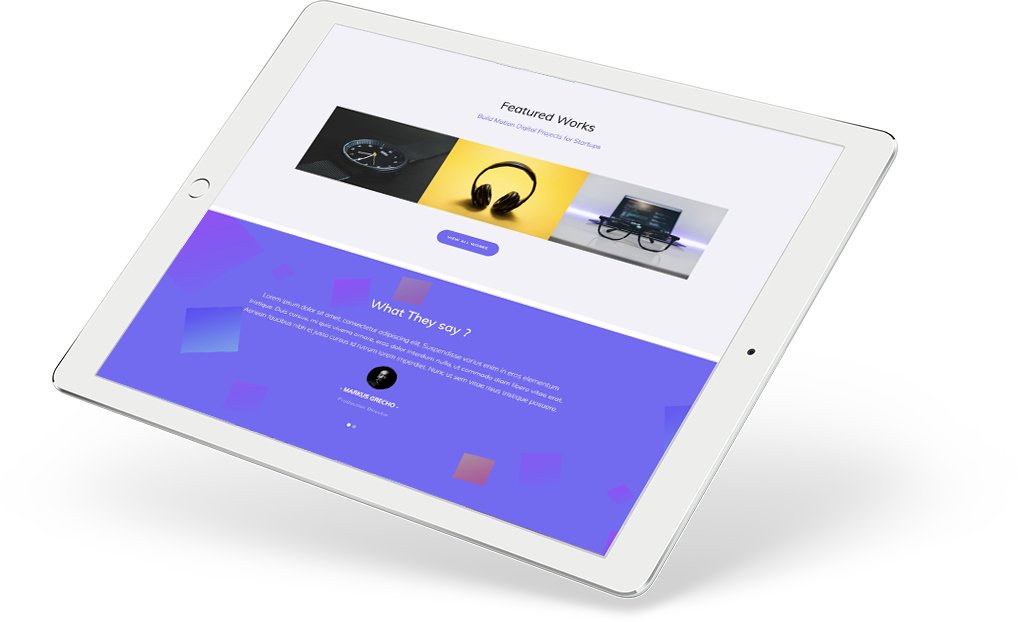 Featured Works
Build Motion Digital Projects for Startups
VIEW ALL WORKS
What They say ?
Lorem ipsum dolor sit amet, consectetur adipiscing elit. Suspendisse varius enim in eros elementum
tristique. Duis cursus, mi quis viverra ornare, eros dolor interdum nulla, ut commodo diam libero vitae erat.
Aenean faucibus nibh et justo cursus id rutrum lorem imperdiet. Nunc ut sem vitae risus tristique posuere.
- MARKUS GRECHO -
Production Director